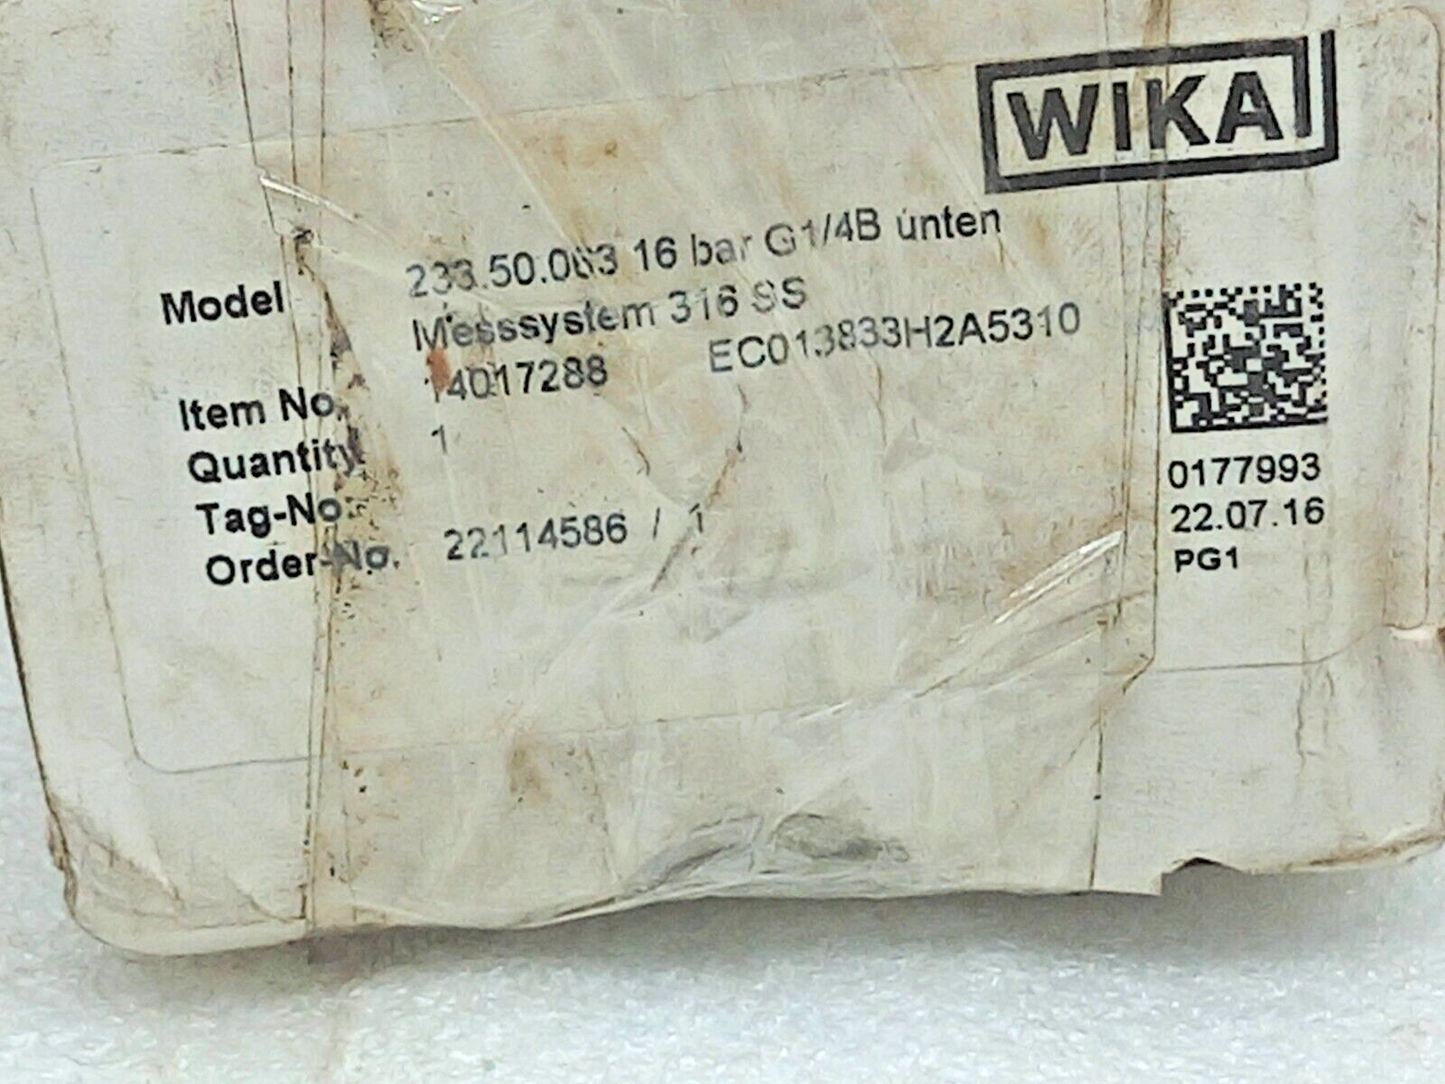 WIKA
Model 233.50.063 16 bar G1/4B unten
Messsystem 316 SS
Item No. 14017288 EC013833H2A5310
Quantity 1
Tag-No.
Order-No. 22114586 / 1
0177993
22.07.16
PG1